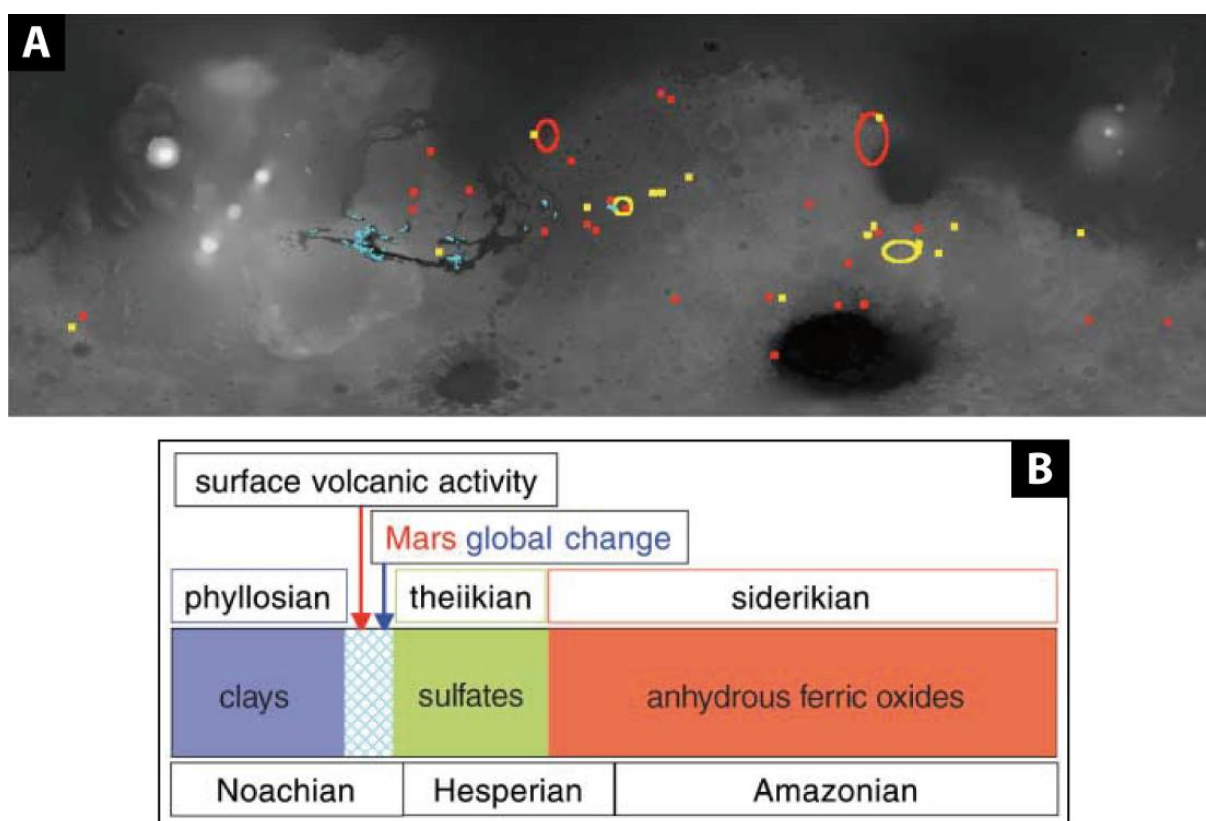 A
B
surface volcanic activity
Mars global change
phyllosian theiikian siderikian
clays sulfates anhydrous ferric oxides
Noachian Hesperian Amazonian